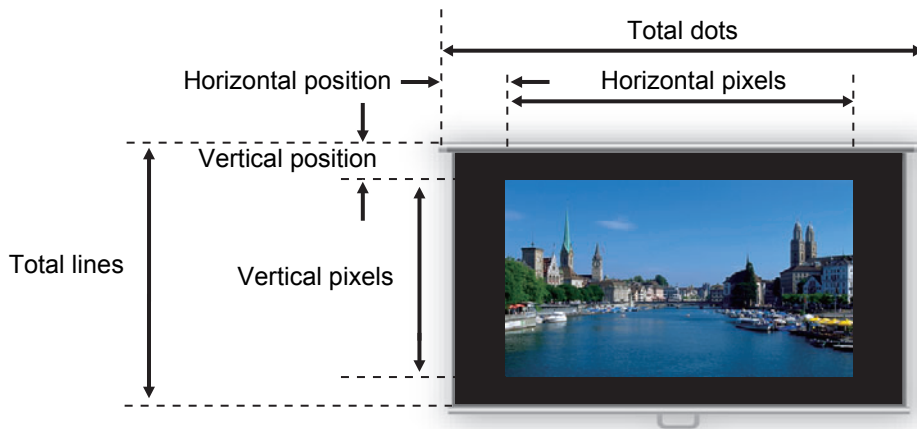 Total dots
Horizontal position
Horizontal pixels
Vertical position
Total lines
Vertical pixels